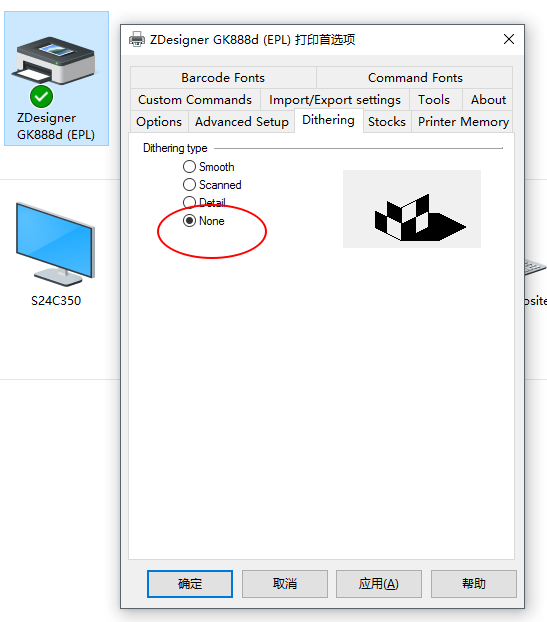 ZDesigner GK888d (EPL) 打印首选项
Barcode Fonts
Command Fonts
Custom Commands
Import/Export settings
Tools
About
Options
Advanced Setup
Dithering
Stocks
Printer Memory
Dithering type
Smooth
Scanned
Detail
None
确定
取消
应用(A)
帮助
ZDesigner
GK888d (EPL)
S24C350
osite